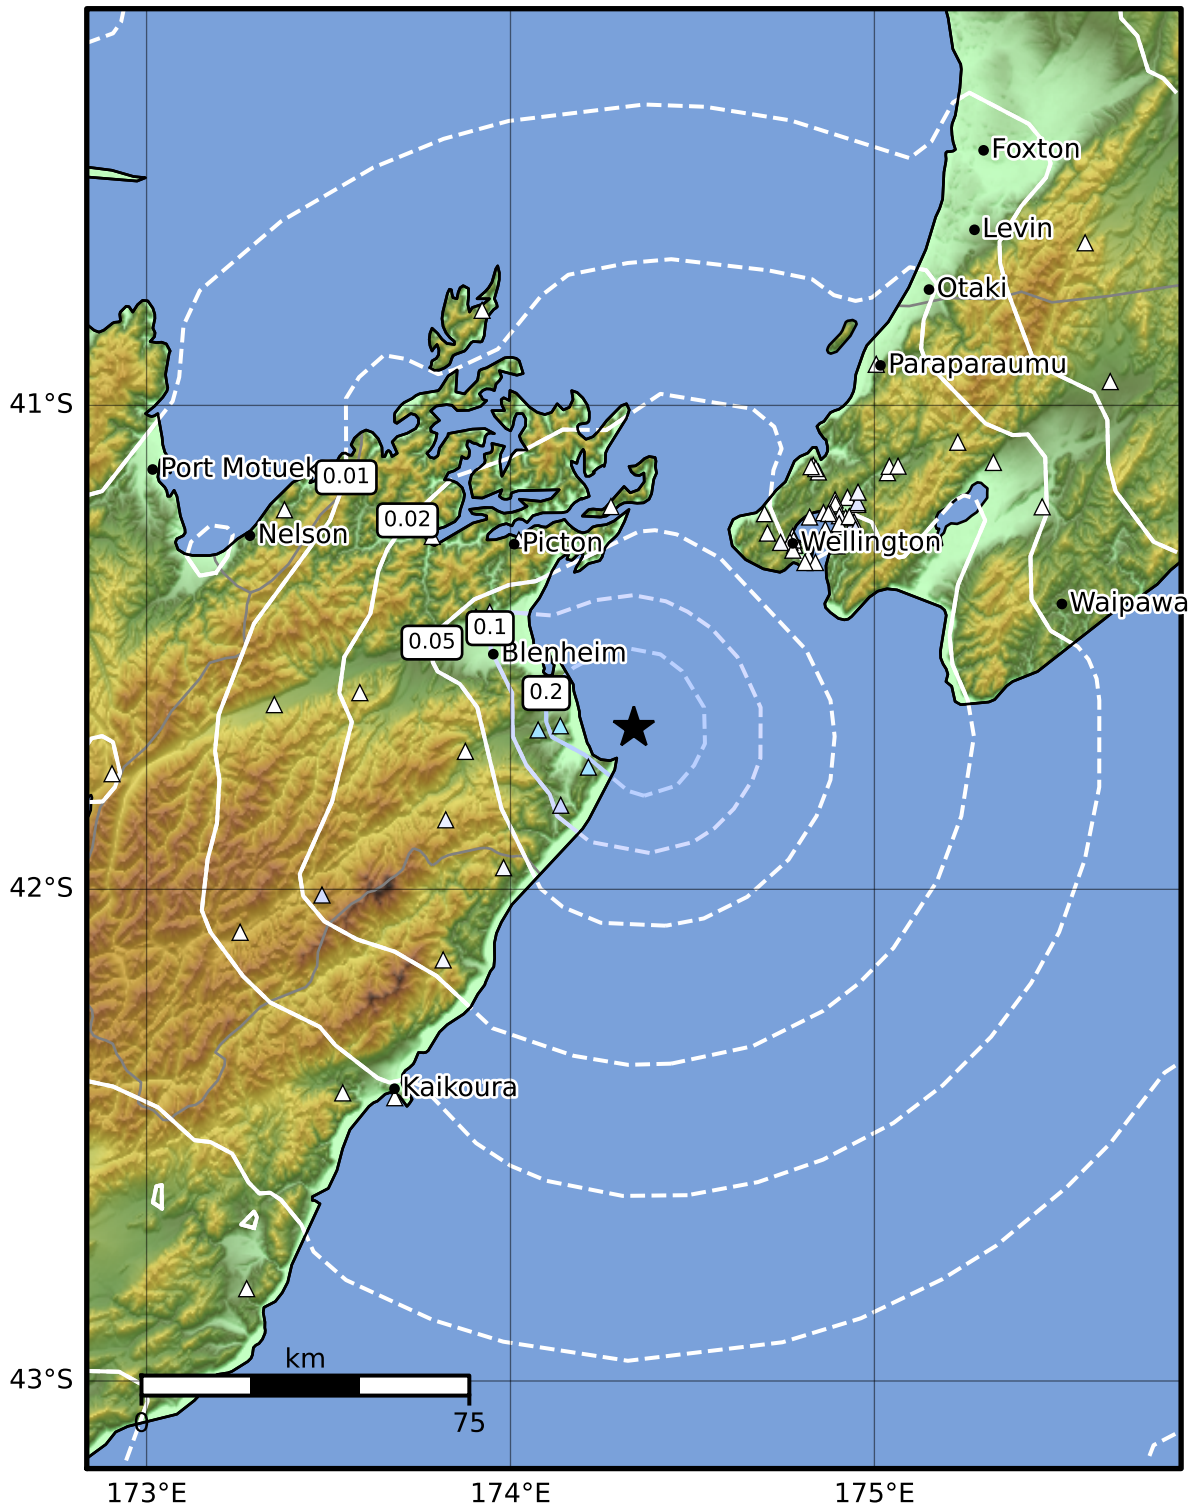 Foxton
Levin
Otaki
Paraparaumu
41°S
Port Motuek
0.01
0.02
Nelson
Picton
Wellington
Waipawa
0.1
0.05
Blenheim
0.2
42°S
Kaikoura
km
43°S
0
75
173°E
174°E
175°E